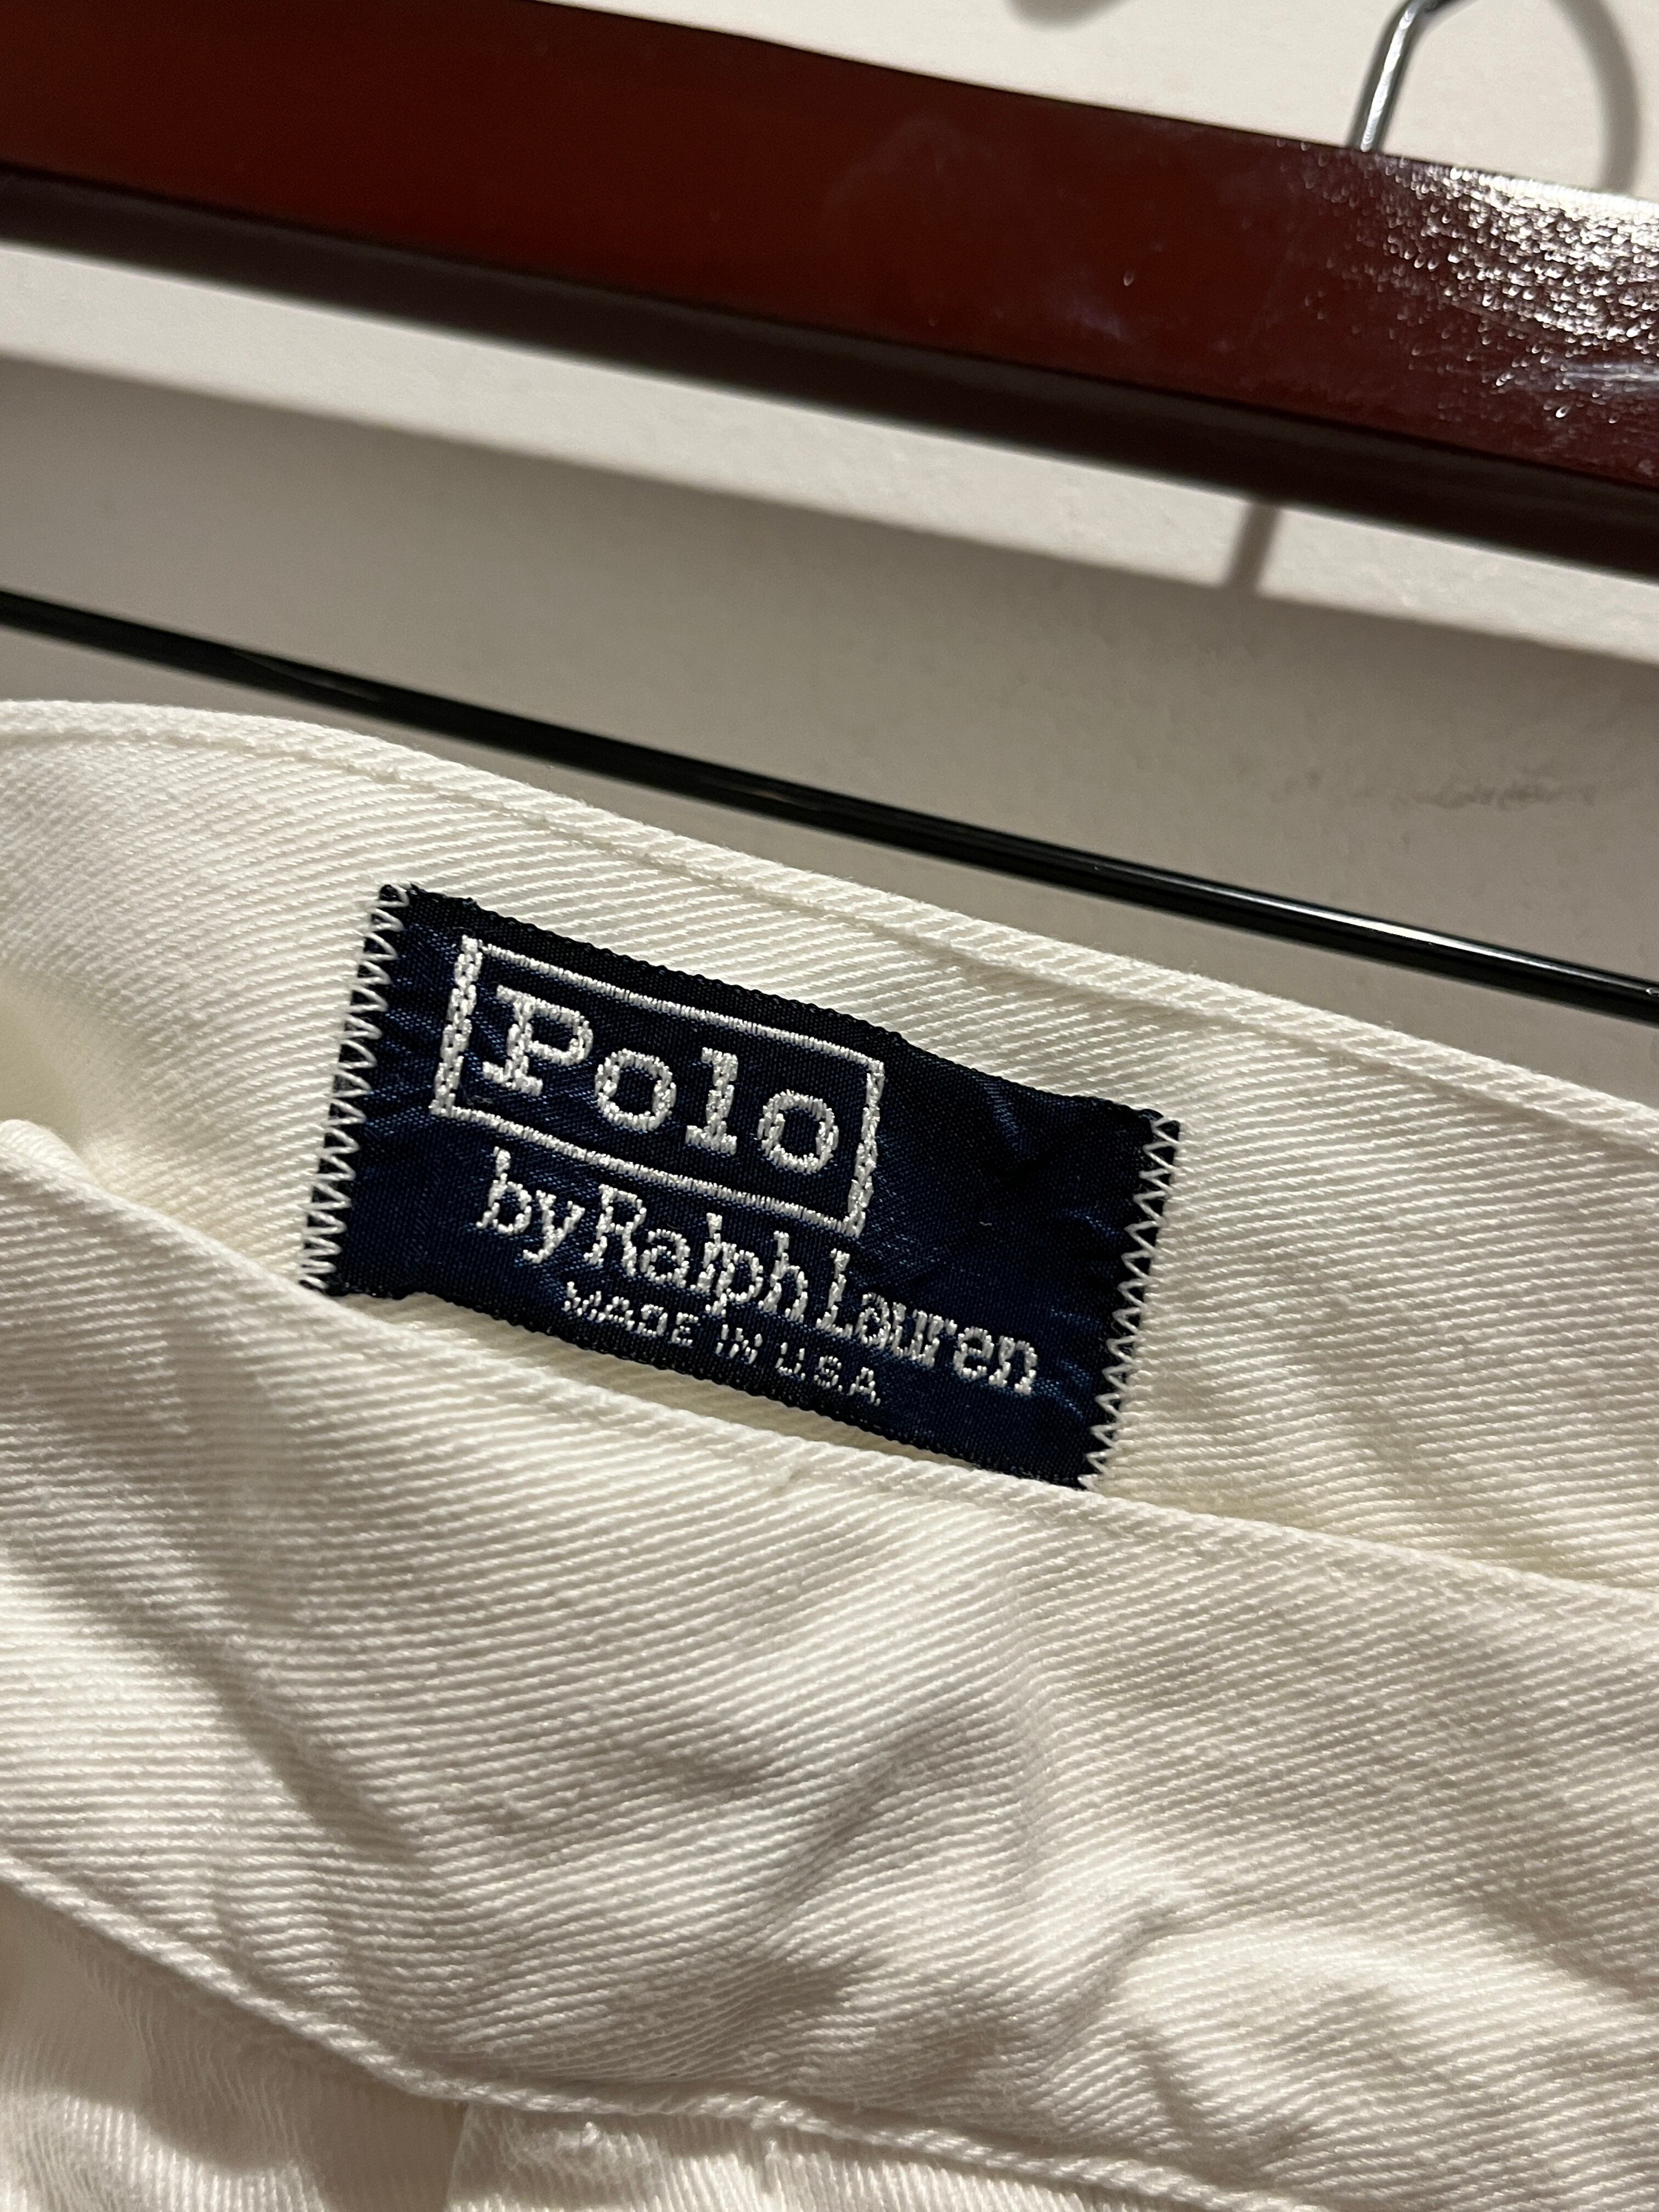 Polo
by Ralph Lauren
MADE IN U.S.A.